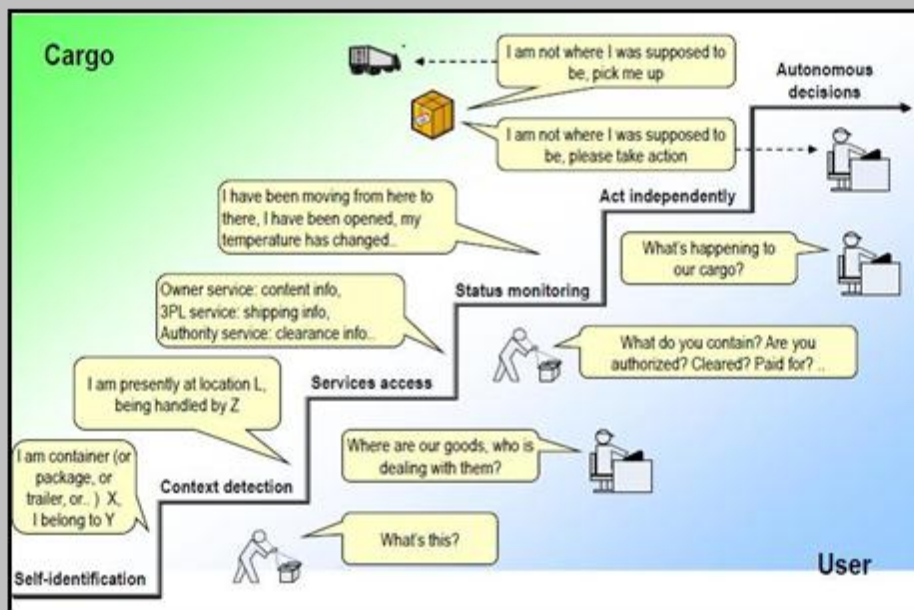 Cargo
I am not where I was supposed to
be, pick me up
Autonomous
decisions
I am not where I was supposed to
be, please take action
I have been moving from here to
there, I have been opened, my
temperature has changed..
Act independently
What's happening to
our cargo?
Owner service: content info,
3PL service: shipping info,
Authority service: clearance info..
Status monitoring
What do you contain? Are you
authorized? Cleared? Paid for? ..
I am presently at location L,
being handled by Z
Services access
Where are our goods, who is
dealing with them?
I am container (or
package, or
trailer, or.. ) X,
I belong to Y
Context detection
What's this?
Self-identification
User